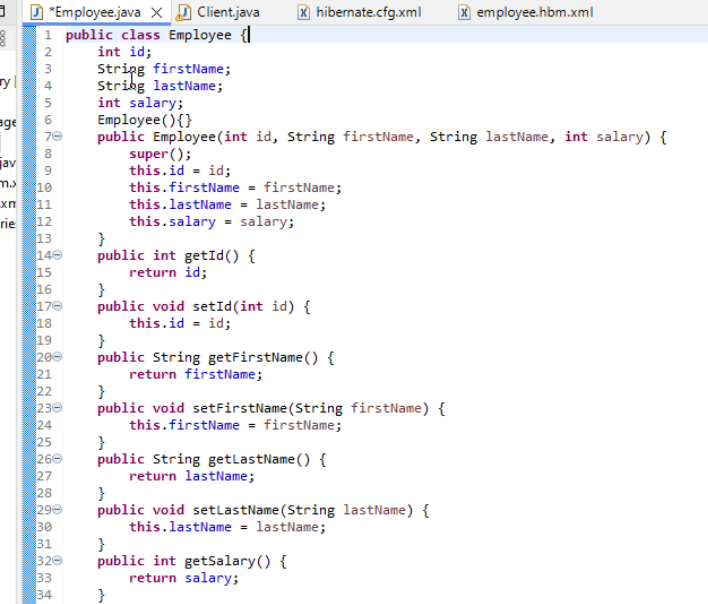 *Employee.java Client.java hibernate.cfg.xml employee.hbm.xml
1 public class Employee {
2 int id;
3 String firstName;
4 String lastName;
5 int salary;
6 Employee(){}
7 public Employee(int id, String firstName, String lastName, int salary) {
8 super();
9 this.id = id;
10 this.firstName = firstName;
11 this.lastName = lastName;
12 this.salary = salary;
13 }
14 public int getId() {
15 return id;
16 }
17 public void setId(int id) {
18 this.id = id;
19 }
20 public String getFirstName() {
21 return firstName;
22 }
23 public void setFirstName(String firstName) {
24 this.firstName = firstName;
25 }
26 public String getLastName() {
27 return lastName;
28 }
29 public void setLastName(String lastName) {
30 this.lastName = lastName;
31 }
32 public int getSalary() {
33 return salary;
34 }